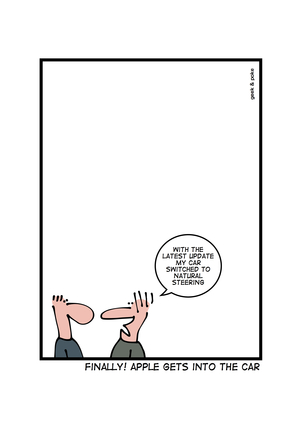 geek & poke
WITH THE
LATEST UPDATE
MY CAR
SWITCHED TO
NATURAL
STEERING
FINALLY! APPLE GETS INTO THE CAR